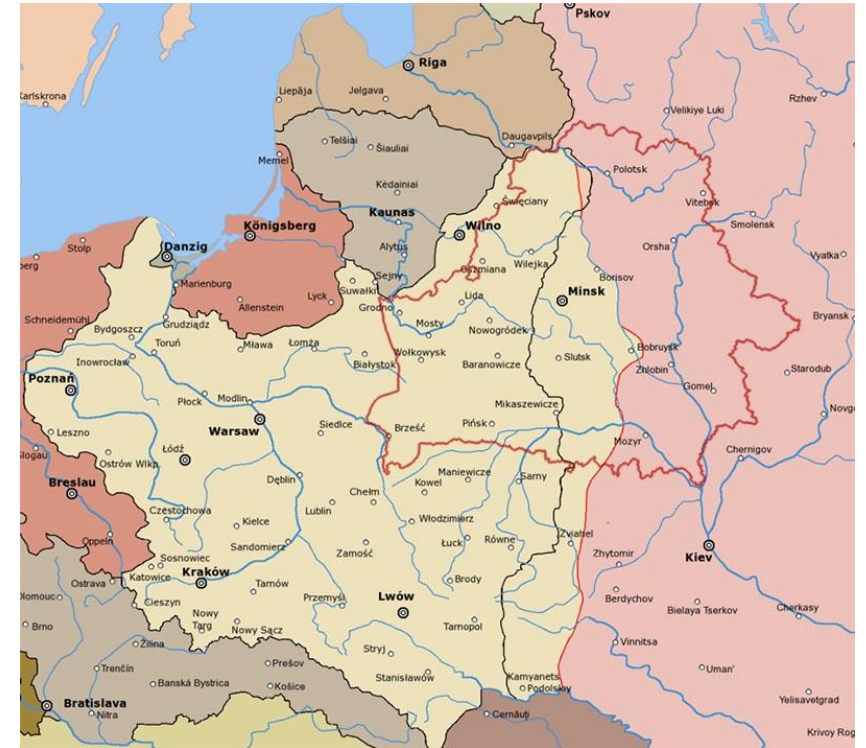 Pskov
Karlskrona
Riga
Rzhev
Liepāja
Jelgava
Velikiye Luki
Daugavpils
Telšiai
Šiauliai
Memel
Polotsk
Kėdainiai
Święciany
Vitebsk
Kaunas
Smolensk
Stolp
Danzig
Königsberg
Wilno
Alytus
Orsha
Vyatka
Oszmiana
Wilejka
Borisov
Sejny
Marienburg
Suwałki
Lyck
Minsk
Allenstein
Grodno
Lida
Bryansk
Schneidemühl
Grudziądz
Mosty
Nowogródek
Bydgoszcz
Toruń
Mława
Łomża
Bobruysk
Inowrocław
Białystok
Wołkowysk
Slutsk
Baranowicze
Zhlobin
Starodub
Poznań
Gomel
Płock
Modlin
Mikaszewicze
Warsaw
Siedlce
Brześć
Pińsk
Leszno
Mozyr
Łódź
Chernigov
Glogau
Ostrów Wlkp.
Maniewicze
Sarny
Breslau
Dęblin
Kowel
Chełm
Lublin
Częstochowa
Włodzimierz
Kielce
Oppeln
Zviahel
Sandomierz
Zamość
Łuck
Równe
Sosnowiec
Zhytomir
Kiev
Katowice
Kraków
Ostrava
Tarnów
Brody
Przemyśl
Lwów
Berdychov
Cieszyn
Bielaya Tserkov
Cherkasy
Nowy
Targ
Nowy Sącz
Tarnopol
Brno
Žilina
Stryj
Vinnitsa
Prešov
Trenčín
Stanisławów
Uman'
Banská Bystrica
Košice
Kamyanets
Podolskiy
Yelisavetgrad
Bratislava
Nitra
Cernăuți
Krivoy Rog